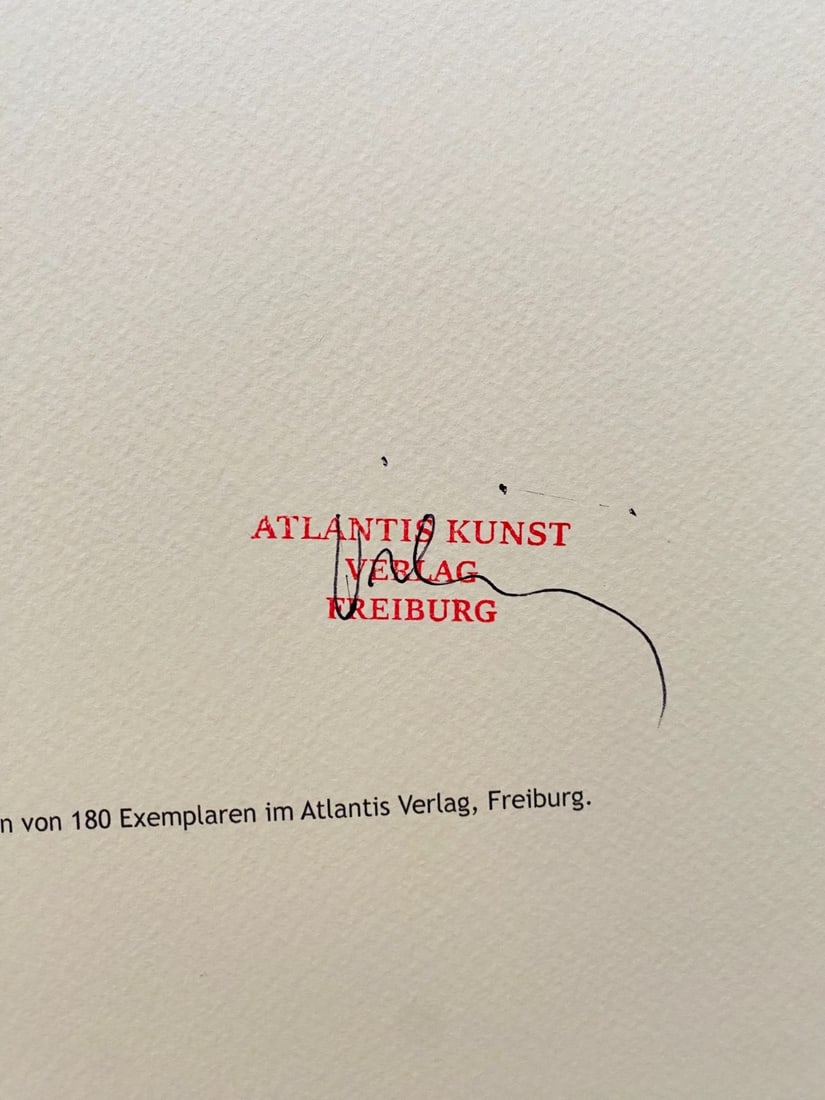 ATLANTIS KUNST
VERLAG
FREIBURG
n von 180 Exemplaren im Atlantis Verlag, Freiburg.